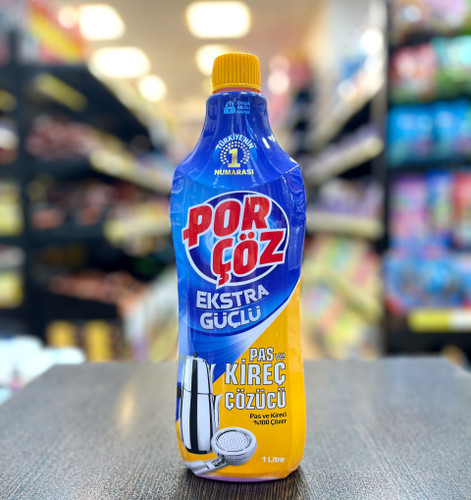 TÜRKİYE'NİN
1
NUMARASI
POR
ÇÖZ
EKSTRA
GÜÇLÜ
PAS
KİREÇ
ÇÖZÜCÜ
Pas ve Kireci
%100 Çözer
1 Litre